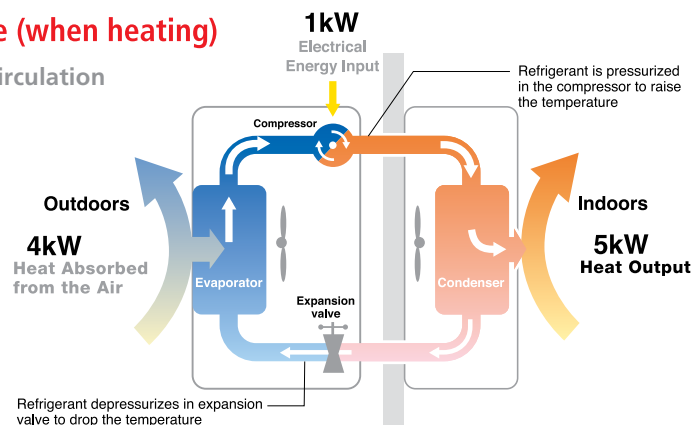 e (when heating)
irculation
1kW
Electrical
Energy Input
Compressor
Refrigerant is pressurized
in the compressor to raise
the temperature
Outdoors
4kW
Heat Absorbed
from the Air
Evaporator
Expansion
valve
Condenser
Indoors
5kW
Heat Output
Refrigerant depressurizes in expansion
valve to drop the temperature